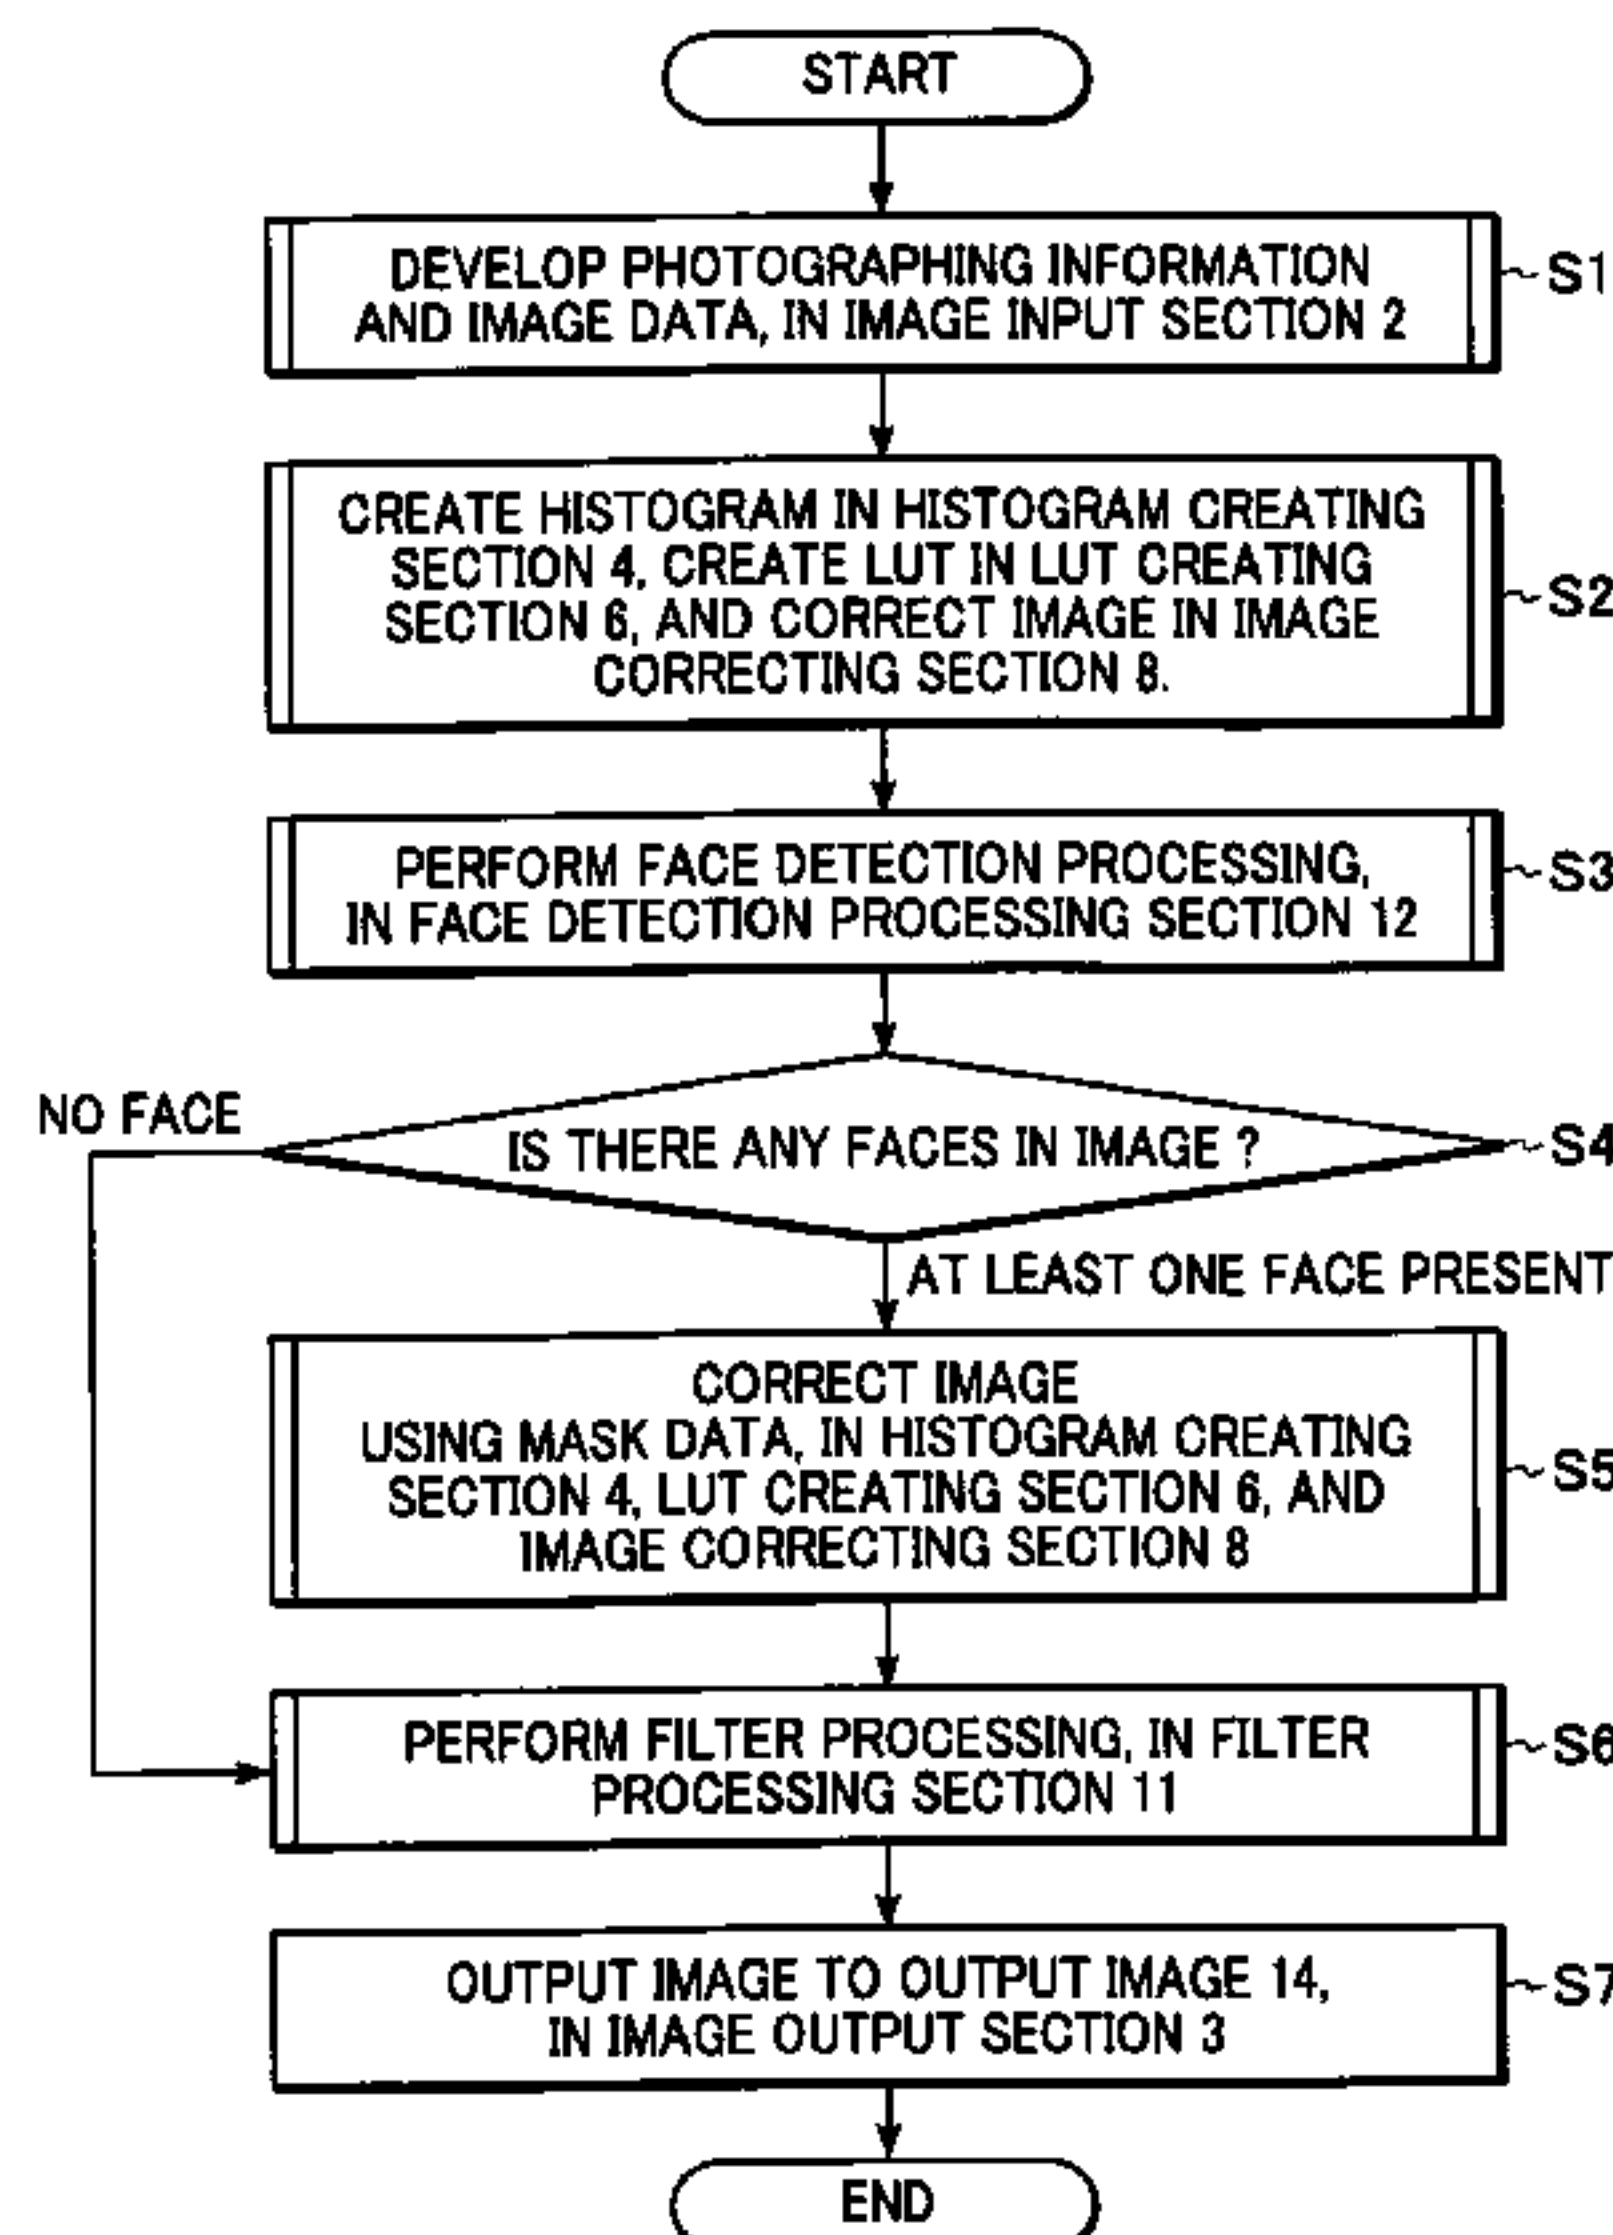 START
DEVELOP PHOTOGRAPHING INFORMATION
AND IMAGE DATA, IN IMAGE INPUT SECTION 2
S1
CREATE HISTOGRAM IN HISTOGRAM CREATING
SECTION 4, CREATE LUT IN LUT CREATING
SECTION 6, AND CORRECT IMAGE IN IMAGE
CORRECTING SECTION 8.
S2
PERFORM FACE DETECTION PROCESSING,
IN FACE DETECTION PROCESSING SECTION 12
S3
NO FACE
IS THERE ANY FACES IN IMAGE ?
S4
AT LEAST ONE FACE PRESENT
CORRECT IMAGE
USING MASK DATA, IN HISTOGRAM CREATING
SECTION 4, LUT CREATING SECTION 6, AND
IMAGE CORRECTING SECTION 8
S5
PERFORM FILTER PROCESSING, IN FILTER
PROCESSING SECTION 11
S6
OUTPUT IMAGE TO OUTPUT IMAGE 14,
IN IMAGE OUTPUT SECTION 3
S7
END